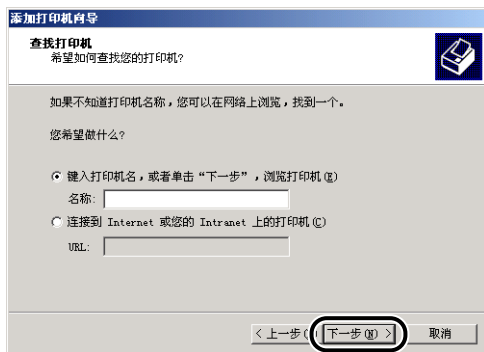 添加打印机向导
查找打印机
希望如何查找您的打印机?
如果不知道打印机名称，您可以在网络上浏览，找到一个。
您希望做什么?
键入打印机名，或者单击“下一步”，浏览打印机(E)
名称:
连接到 Internet 或您的 Intranet 上的打印机(C)
URL:
< 上一步( 下一步(N) > 取消